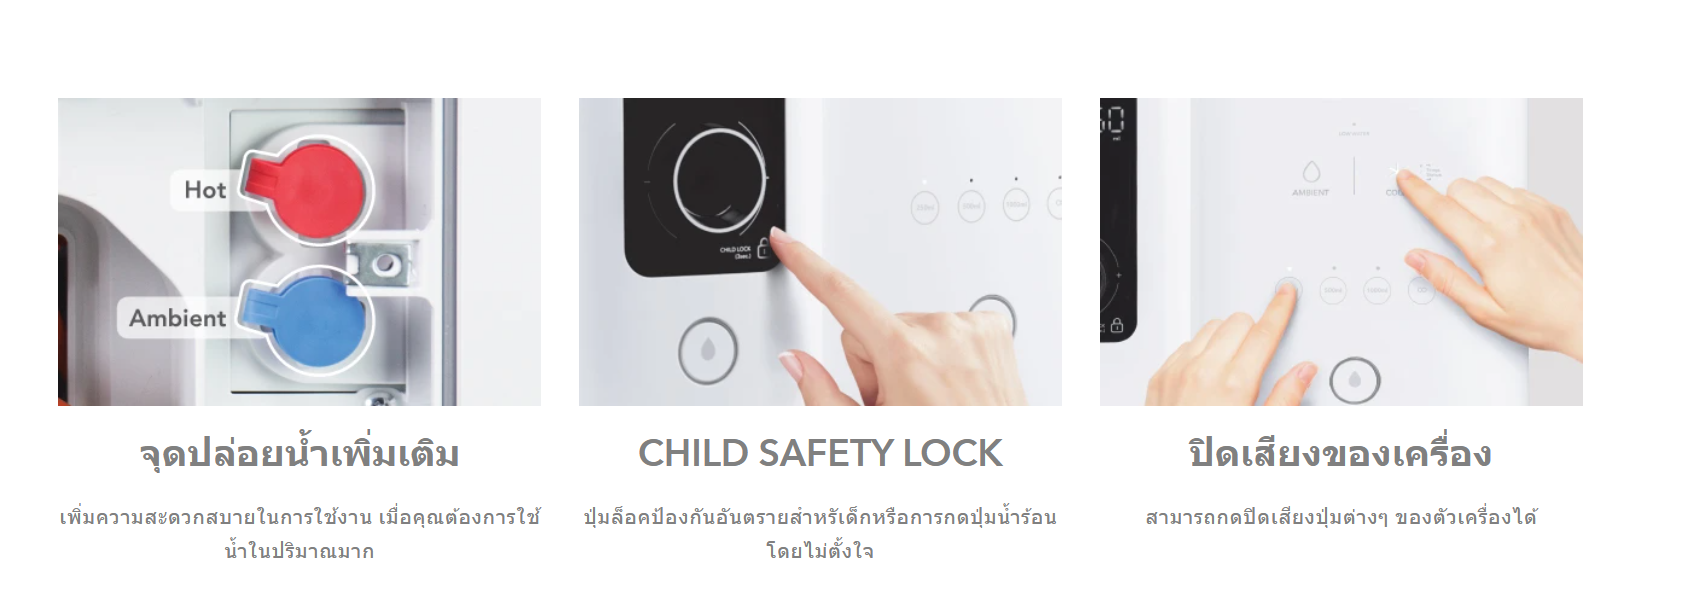 Hot
Ambient
CHILD LOCK
(3sec.)
AMBIENT
จุดปล่อยน้ำเพิ่มเติม
เพิ่มความสะดวกสบายในการใช้งาน เมื่อคุณต้องการใช้
น้ำในปริมาณมาก
CHILD SAFETY LOCK
ปุ่มล็อคป้องกันอันตรายสำหรับเด็กหรือการกดปุ่มน้ำร้อน
โดยไม่ตั้งใจ
ปิดเสียงของเครื่อง
สามารถกดปิดเสียงปุ่มต่างๆ ของตัวเครื่องได้